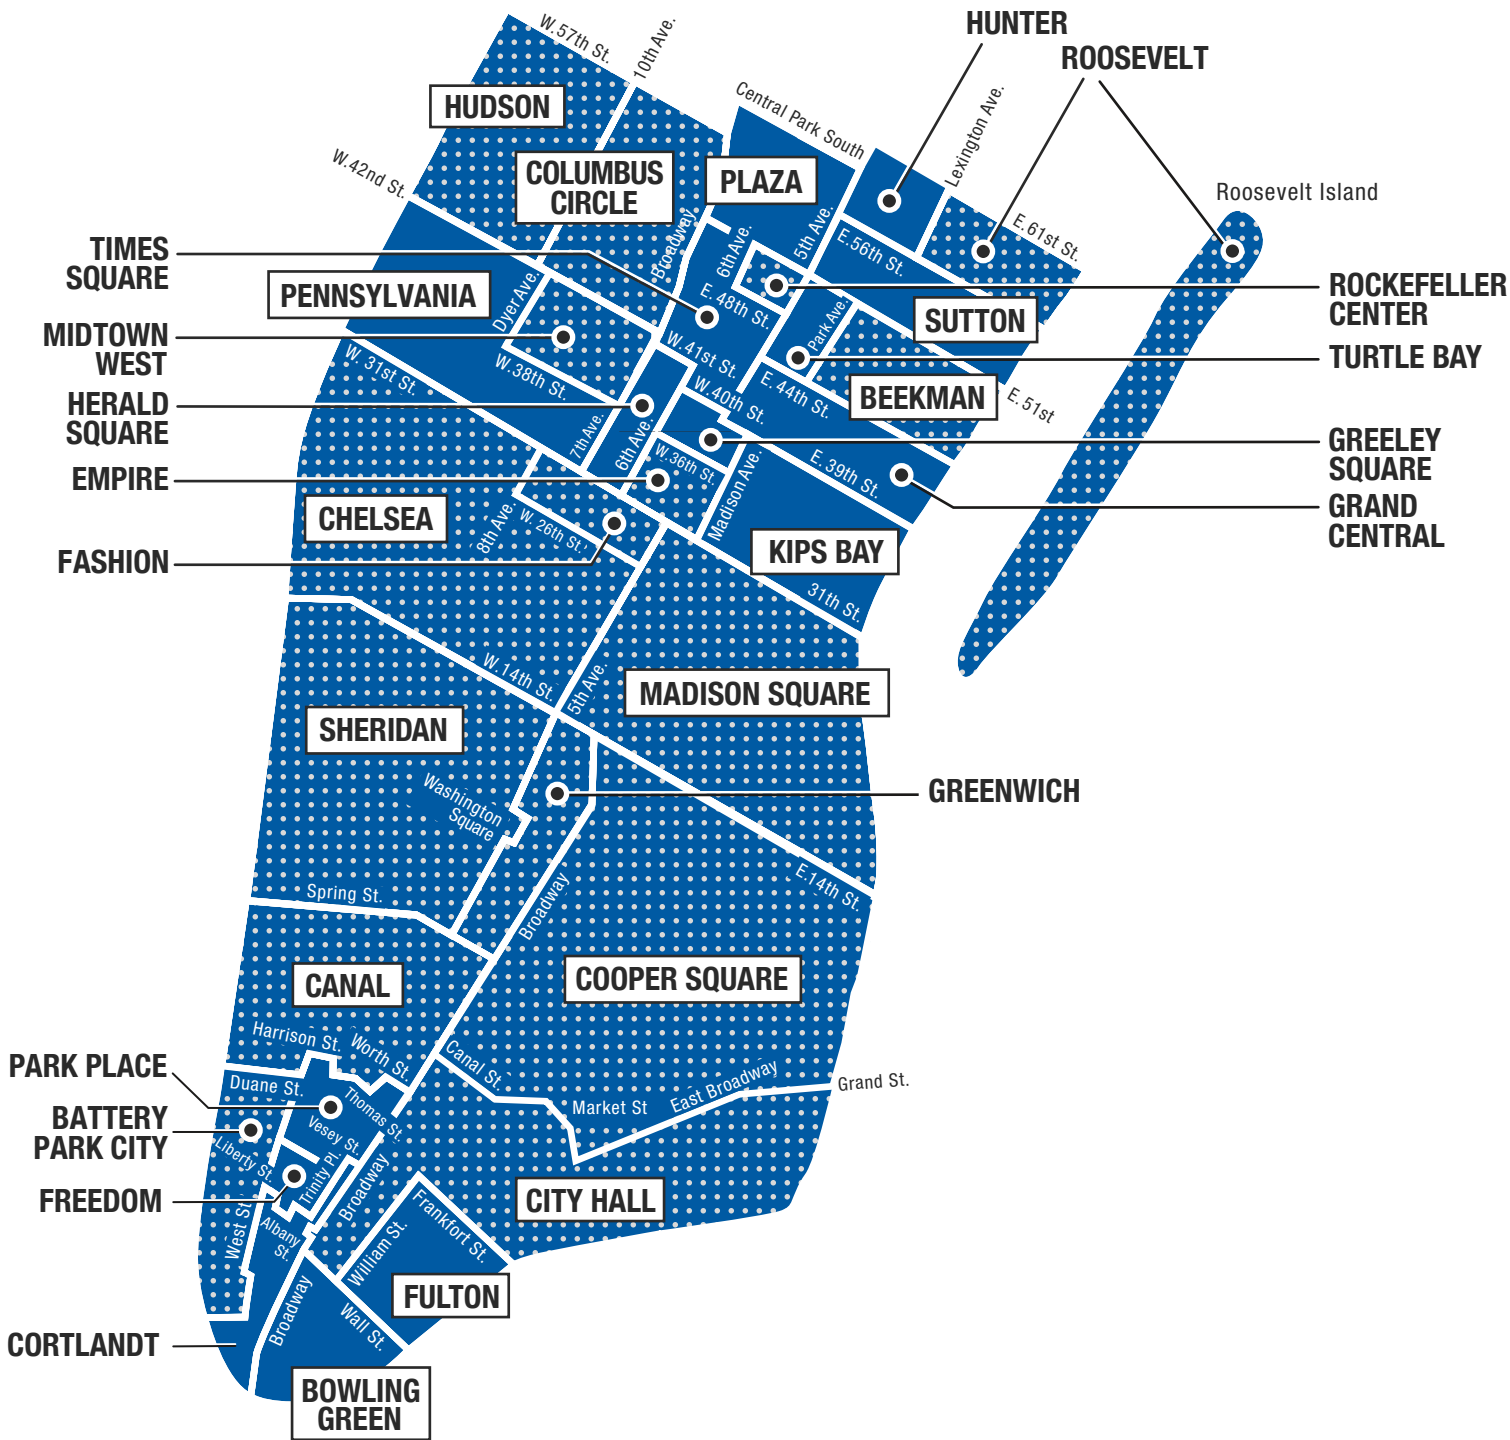 HUNTER
ROOSEVELT
W. 57th St.
10th Ave.
Central Park South
Lexington Ave.
HUDSON
W. 42nd St.
COLUMBUS
CIRCLE
PLAZA
Roosevelt Island
E. 61st St.
5th Ave.
E. 56th St.
Broadway
6th Ave.
TIMES
SQUARE
PENNSYLVANIA
Dyer Ave.
E. 48th St.
Park Ave.
SUTTON
ROCKEFELLER
CENTER
MIDTOWN
WEST
W. 31st St.
W. 38th St.
W. 41st St.
W. 40th St.
E. 44th St.
BEEKMAN
E. 51st
TURTLE BAY
HERALD
SQUARE
7th Ave.
6th Ave.
W. 36th St.
Madison Ave.
E. 39th St.
GREELEY
SQUARE
EMPIRE
CHELSEA
8th Ave.
W. 26th St.
KIPS BAY
GRAND
CENTRAL
FASHION
31th St.
W. 14th St.
5th Ave.
MADISON SQUARE
SHERIDAN
Washington
Square
GREENWICH
Spring St.
Broadway
E. 14th St.
CANAL
COOPER SQUARE
Harrison St.
Worth St.
Canal St.
PARK PLACE
Duane St.
Thomas St.
Market St
East Broadway
Grand St.
BATTERY
PARK CITY
Liberty St.
Vesey St.
Trinity Pl.
Broadway
FREEDOM
West St.
Albany
St.
CITY HALL
William St.
Frankfort St.
FULTON
CORTLANDT
Broadway
Wall St.
BOWLING
GREEN